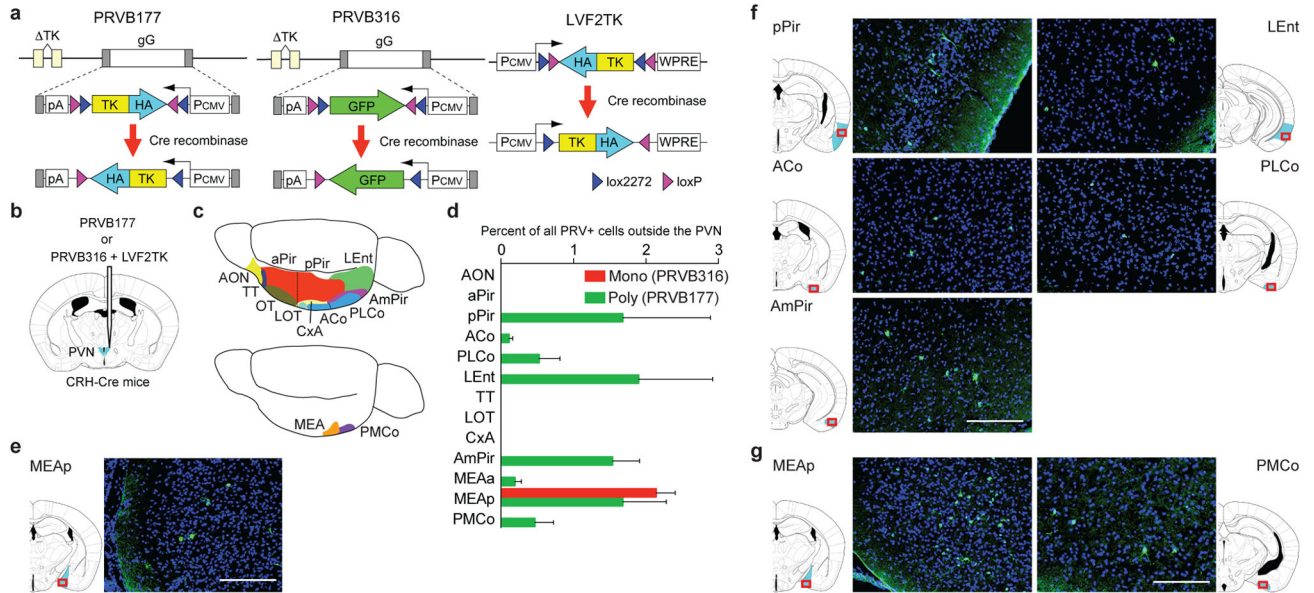 a
PRVB177
PRVB316
LVF2TK
ΔTK
gG
ΔTK
gG
PCMV
HA
TK
WPRE
pA
TK
HA
PCMV
pA
GFP
PCMV
Cre recombinase
Cre recombinase
Cre recombinase
PCMV
TK
HA
WPRE
pA
HA
TK
PCMV
pA
GFP
PCMV
lox2272
loxP
b
PRVB177
or
PRVB316 + LVF2TK
PVN
CRH-Cre mice
c
aPir
pPir
LEnt
AON
TT
OT
LOT
CxA
ACo
PLCo
AmPir
MEA
PMCo
d
Percent of all PRV+ cells outside the PVN
0
1
2
3
Mono (PRVB316)
Poly (PRVB177)
AON
aPir
pPir
ACo
PLCo
LEnt
TT
LOT
CxA
AmPir
MEAa
MEAp
PMCo
e
MEAp
f
pPir
LEnt
ACo
PLCo
AmPir
g
MEAp
PMCo